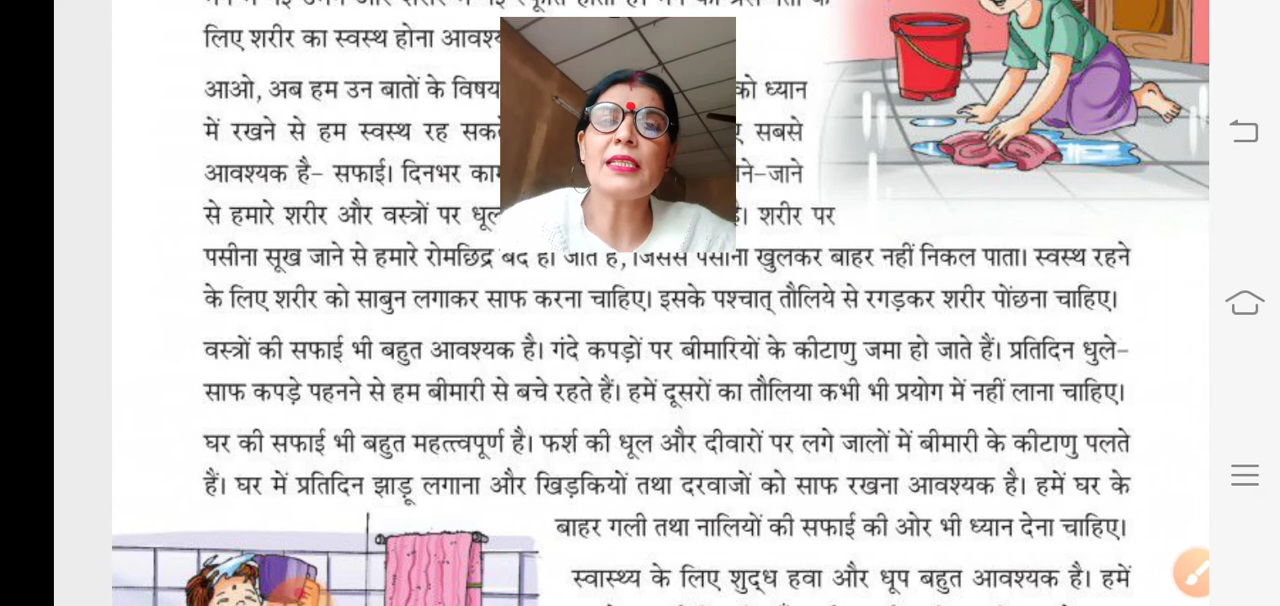 लिए शरीर का स्वस्थ होना
आओ, अब हम उन बातों के विषय को ध्यान
में रखने से हम स्वस्थ रह सबसे
आवश्यक है- सफाई। दिनभर
से हमारे शरीर और वस्त्रों पर शरीर पर
पसीना सूख जाने से हमारे रोमछिद्र बंद हो जाते हैं, जिससे पसीना खुलकर बाहर नहीं निकल पाता। स्वस्थ रहने
के लिए शरीर को साबुन लगाकर साफ करना चाहिए। इसके पश्चात् तौलिये से रगड़कर शरीर पोंछना चाहिए।
वस्त्रों की सफाई भी बहुत आवश्यक है। गंदे कपड़ों पर बीमारियों के कीटाणु जमा हो जाते हैं। प्रतिदिन धुले-
साफ कपड़े पहनने से हम बीमारी से बचे रहते हैं। हमें दूसरों का तौलिया कभी भी प्रयोग में नहीं लाना चाहिए।
घर की सफाई भी बहुत महत्त्वपूर्ण है। फर्श की धूल और दीवारों पर लगे जालों में बीमारी के कीटाणु पलते
हैं। घर में प्रतिदिन झाड़ू लगाना और खिड़कियों तथा दरवाजों को साफ रखना आवश्यक है। हमें घर के
बाहर गली तथा नालियों की सफाई की ओर भी ध्यान देना चाहिए।
स्वास्थ्य के लिए शुद्ध हवा और धूप बहुत आवश्यक है। हमें